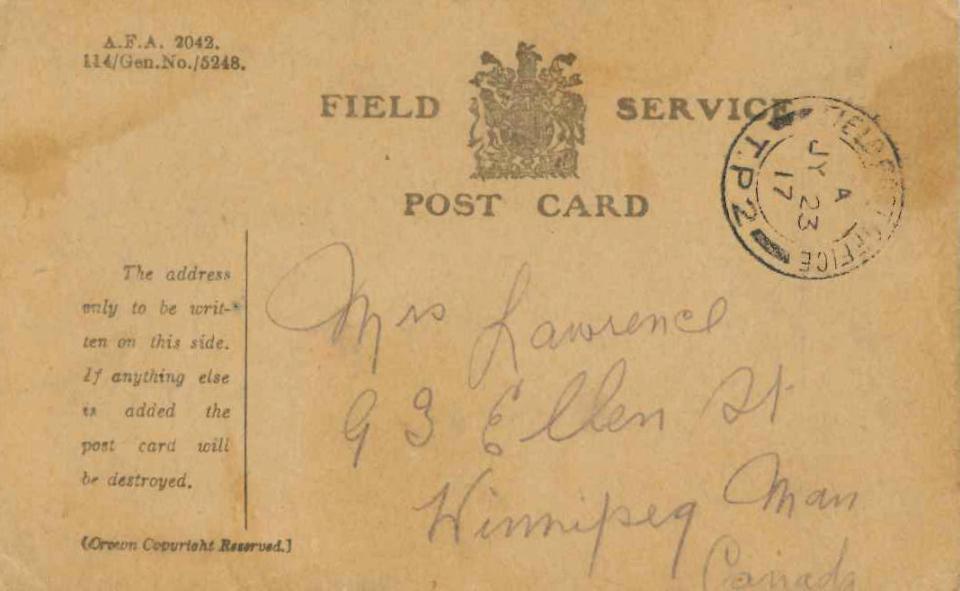 A.F.A. 2042.
114/Gen.No./5248.
FIELD SERVICE
POST CARD
FIELD POST OFFICE
T.P.2
A
JY 23
17
The address
only to be writ-
ten on this side.
If anything else
is added the
post card will
be destroyed.
(Crown Copyright Reserved.]
Mrs Lawrence
93 Ellen St
Winnipeg Man
Canada